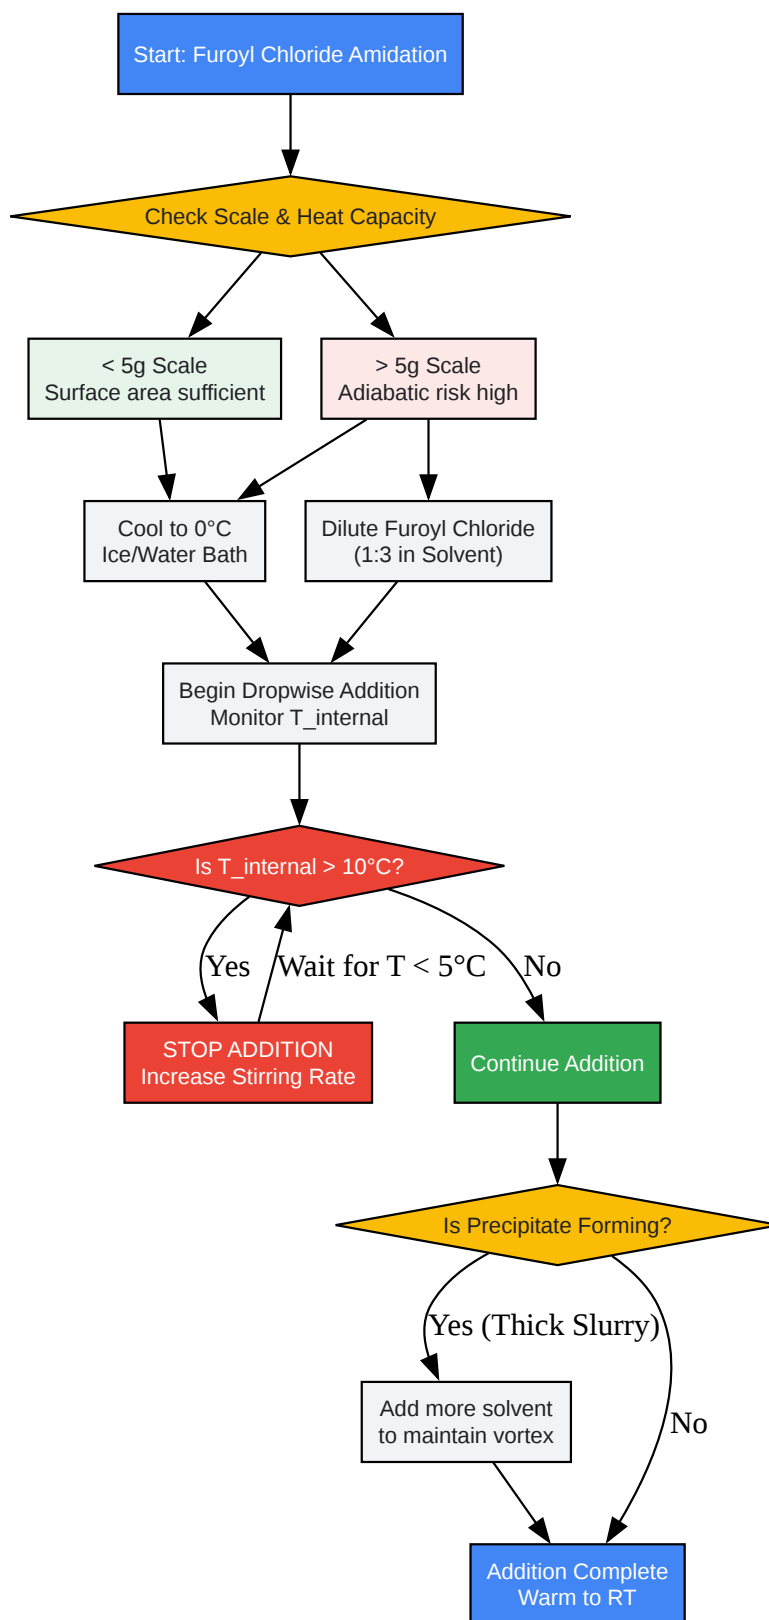 Start: Furoyl Chloride Amidation
Check Scale & Heat Capacity
< 5g Scale
Surface area sufficient
> 5g Scale
Adiabatic risk high
Cool to 0°C
Ice/Water Bath
Dilute Furoyl Chloride
(1:3 in Solvent)
Begin Dropwise Addition
Monitor T_internal
Is T_internal > 10°C?
Yes
Wait for T < 5°C
No
STOP ADDITION
Increase Stirring Rate
Continue Addition
Is Precipitate Forming?
Yes (Thick Slurry)
Add more solvent
to maintain vortex
No
Addition Complete
Warm to RT